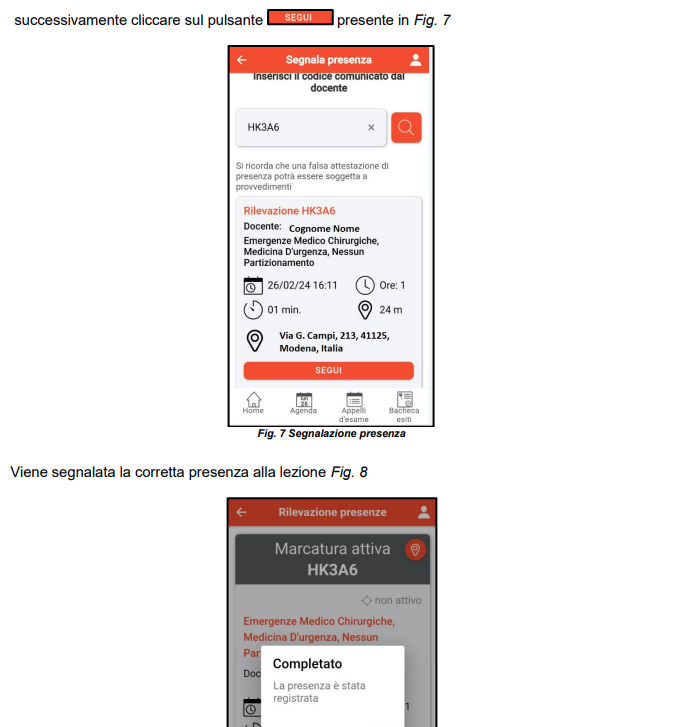 successivamente cliccare sul pulsante SEGUI presente in Fig. 7
Segnala presenza
Inserisci il codice comunicato dal
docente
HK3A6
Si ricorda che una falsa attestazione di
presenza potrà essere soggetta a
provvedimenti
Rilevazione HK3A6
Docente: Cognome Nome
Emergenze Medico Chirurgiche,
Medicina D'urgenza, Nessun
Partizionamento
26/02/24 16:11 Ore: 1
01 min. 24 m
Via G. Campi, 213, 41125,
Modena, Italia
SEGUI
Home Agenda Appelli d'esame Bacheca esiti
Fig. 7 Segnalazione presenza
Viene segnalata la corretta presenza alla lezione Fig. 8
Rilevazione presenze
Marcatura attiva
HK3A6
non attivo
Emergenze Medico Chirurgiche,
Medicina D'urgenza, Nessun
Par
Doc
Completato
La presenza è stata
registrata
1